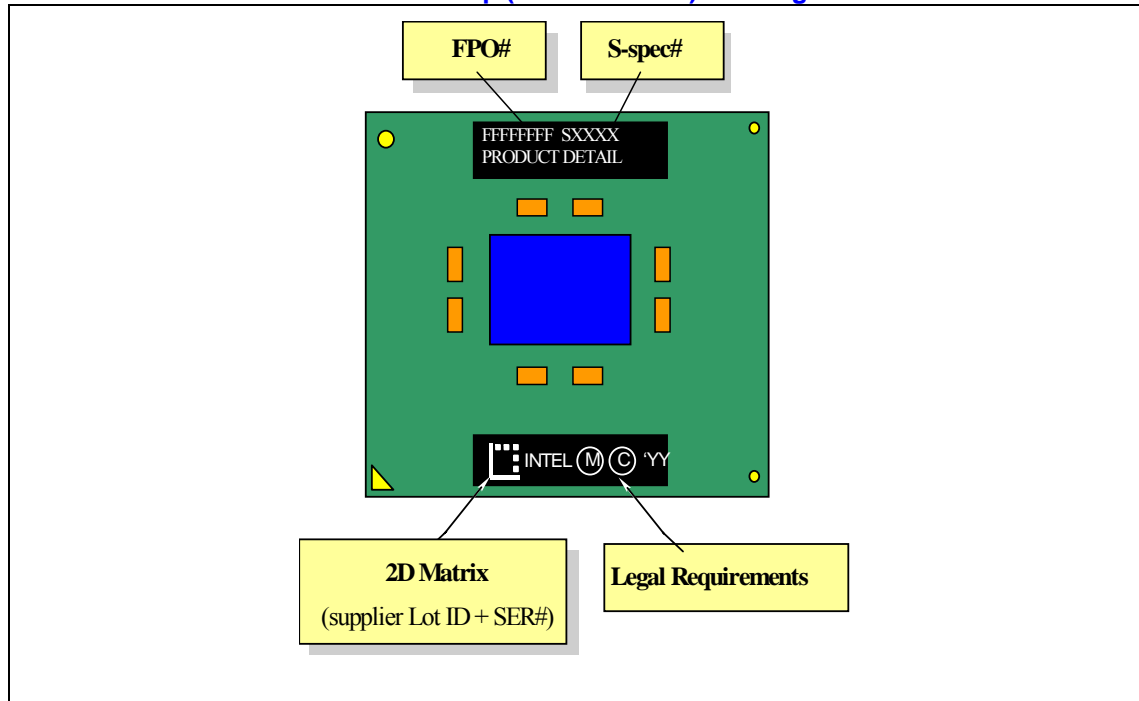 FPO#
S-spec#
FFFFFFFF SXXXX
PRODUCT DETAIL
INTEL M C 'YY
2D Matrix
(supplier Lot ID + SER#)
Legal Requirements